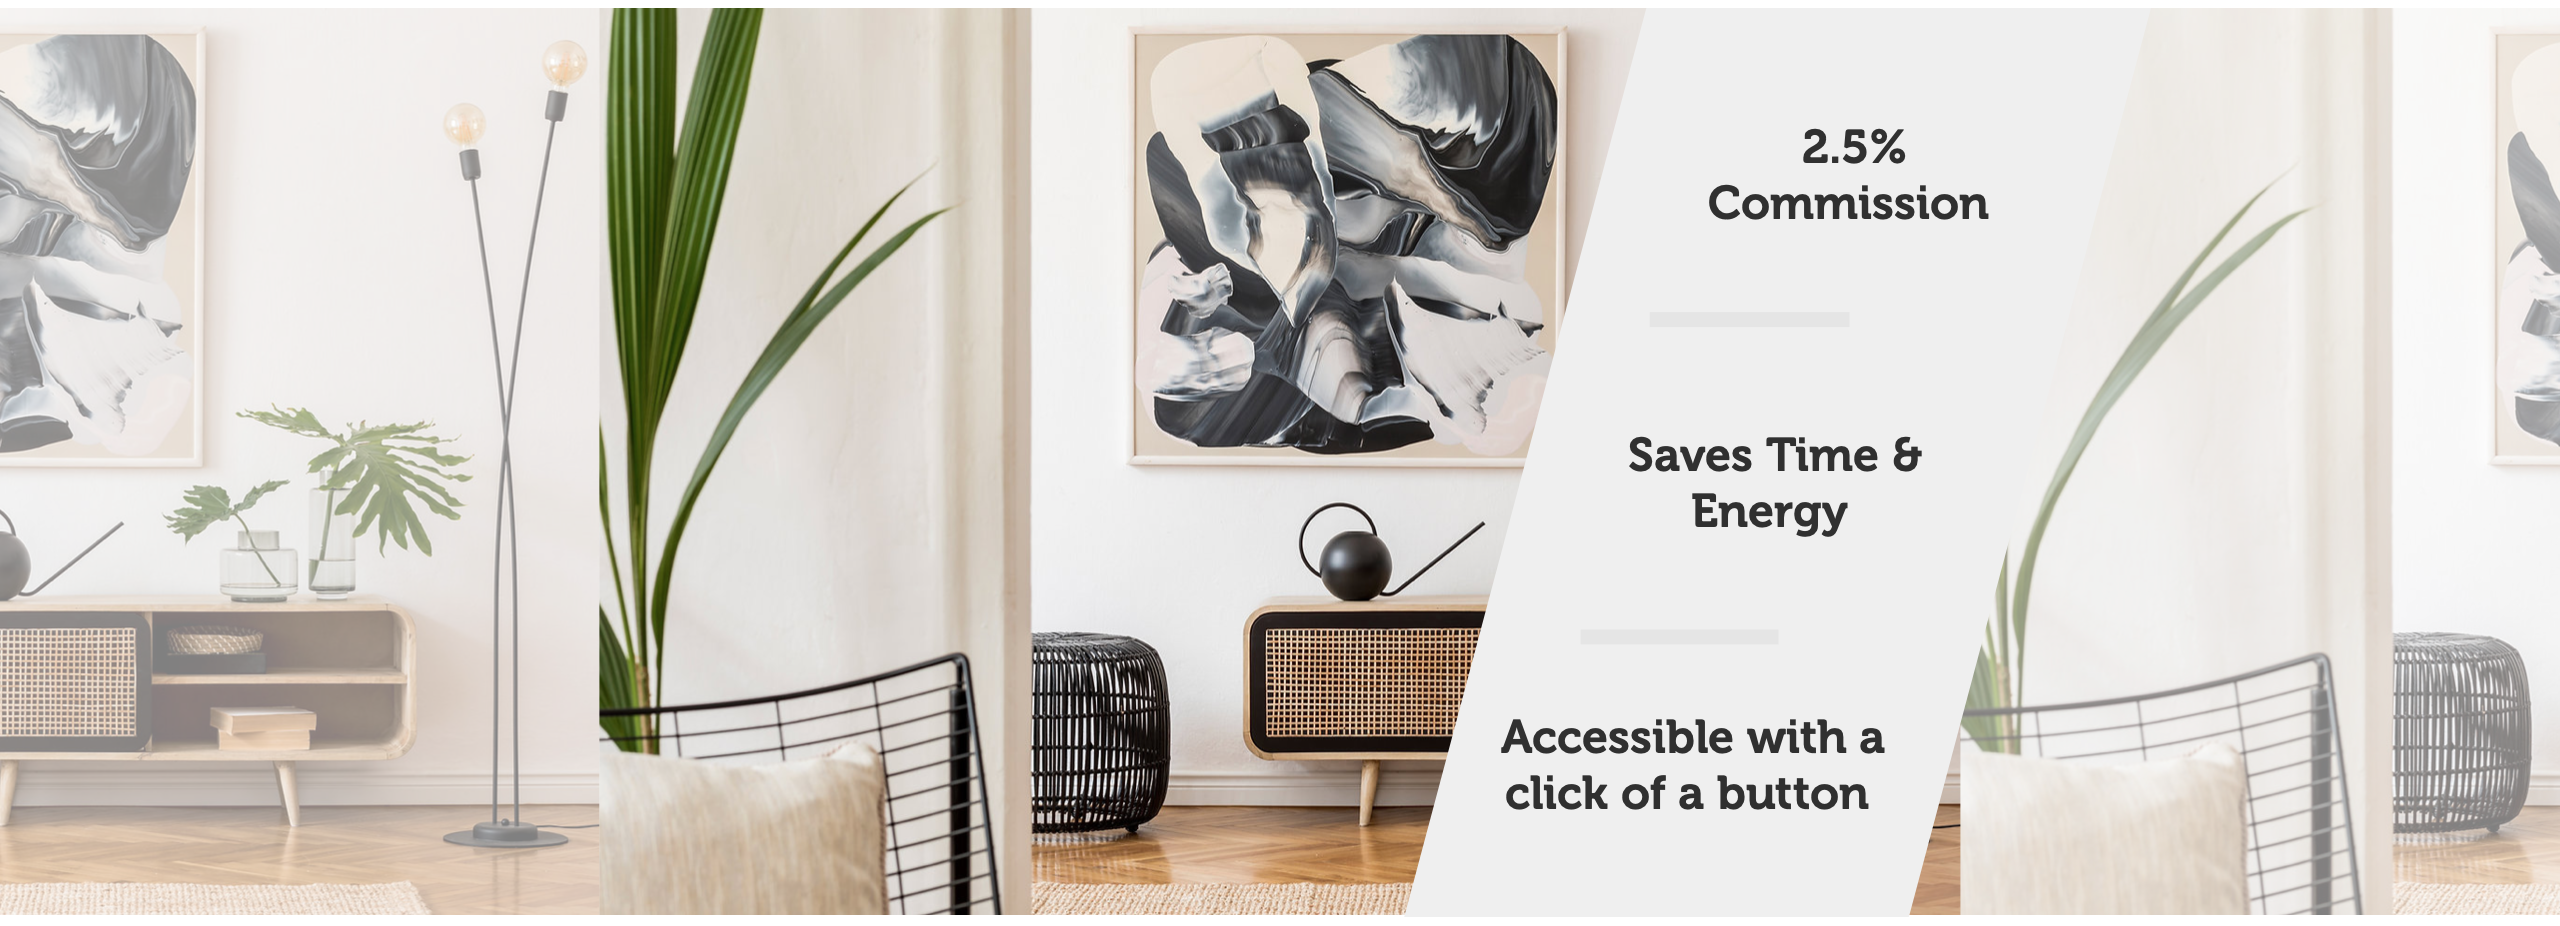 2.5%
Commission
Saves Time &
Energy
Accessible with a
click of a button